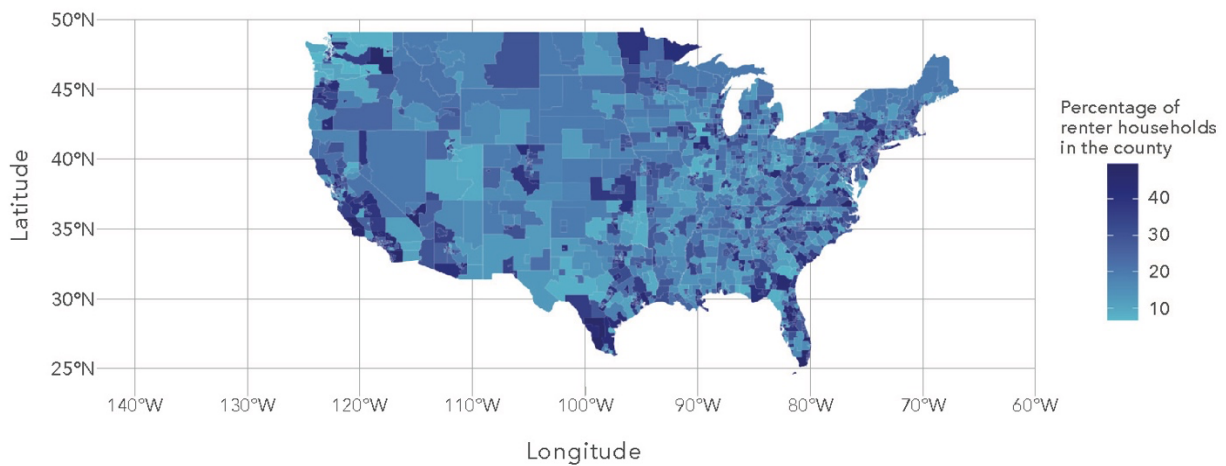 50°N
45°N
40°N
35°N
30°N
25°N
Latitude
140°W 130°W 120°W 110°W 100°W 90°W 80°W 70°W 60°W
Longitude
Percentage of
renter households
in the county
40
30
20
10